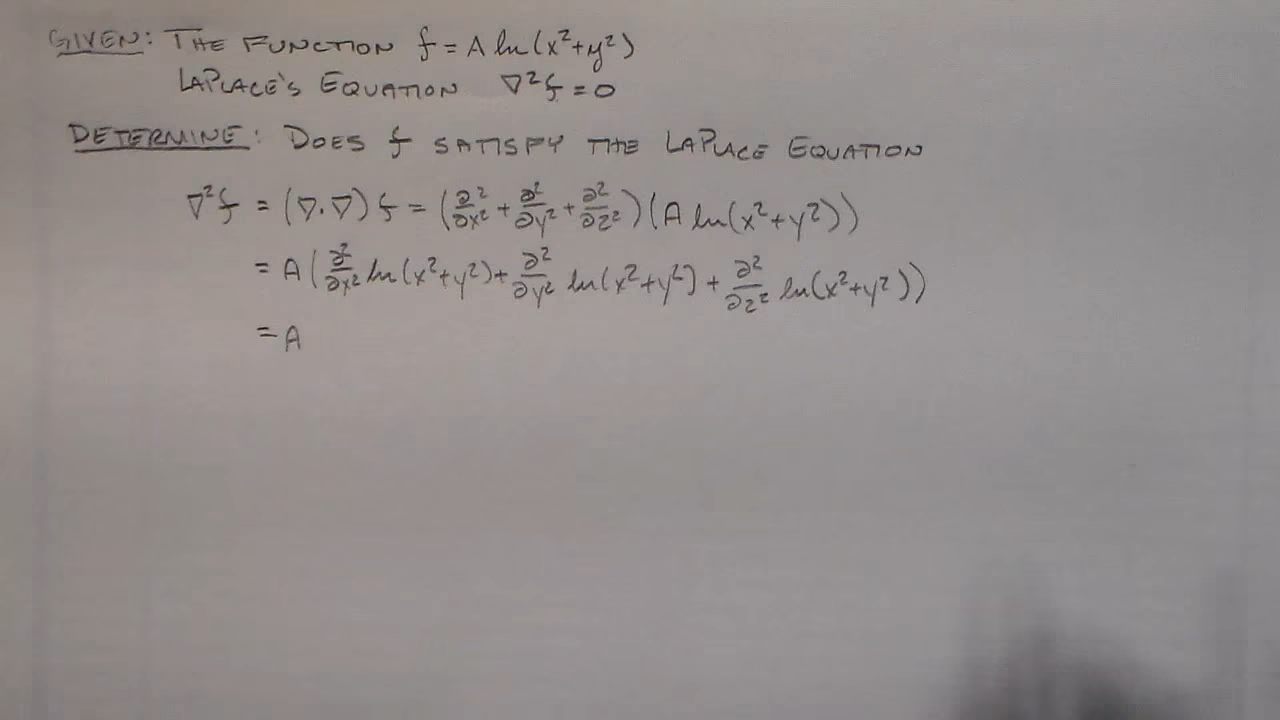 GIVEN: THE FUNCTION f = A ln(x²+y²)
LAPLACE'S EQUATION ∇²f = 0
DETERMINE: DOES f SATISFY THE LAPLACE EQUATION
∇²f = (∇·∇) f = (∂²/∂x² + ∂²/∂y² + ∂²/∂z²)(A ln(x²+y²))
= A(∂²/∂x² ln(x²+y²) + ∂²/∂y² ln(x²+y²) + ∂²/∂z² ln(x²+y²))
= A